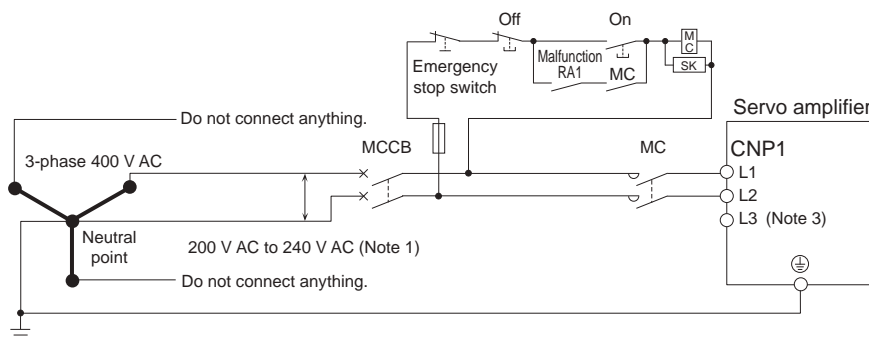 Off
On
Emergency
stop switch
Malfunction
RA1
MC
M
C
SK
Do not connect anything.
3-phase 400 V AC
MCCB
MC
Servo amplifier
CNP1
L1
L2
L3 (Note 3)
Neutral
point
200 V AC to 240 V AC (Note 1)
Do not connect anything.